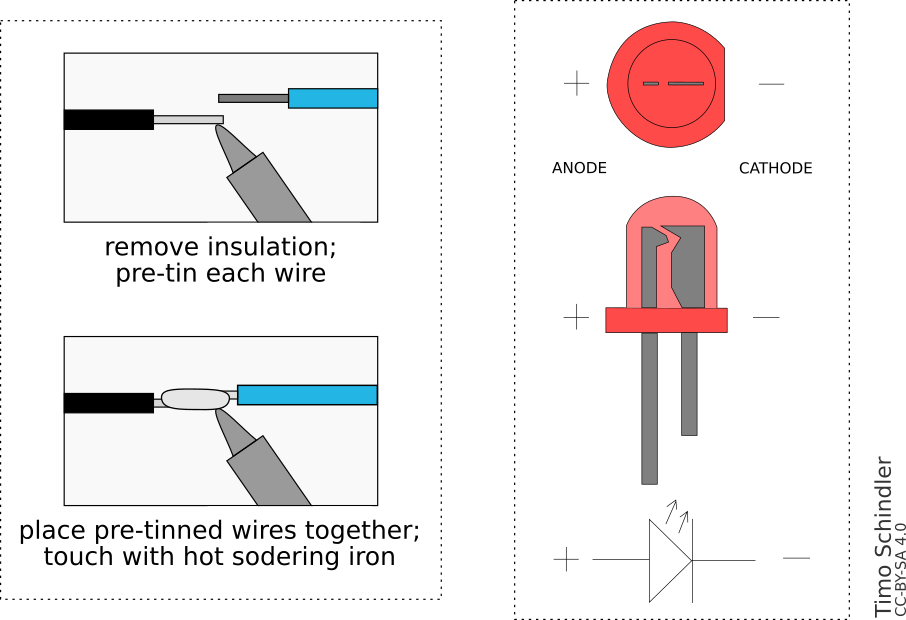 remove insulation;
pre-tin each wire
place pre-tinned wires together;
touch with hot sodering iron
ANODE
CATHODE
Timo Schindler
CC-BY-SA 4.0